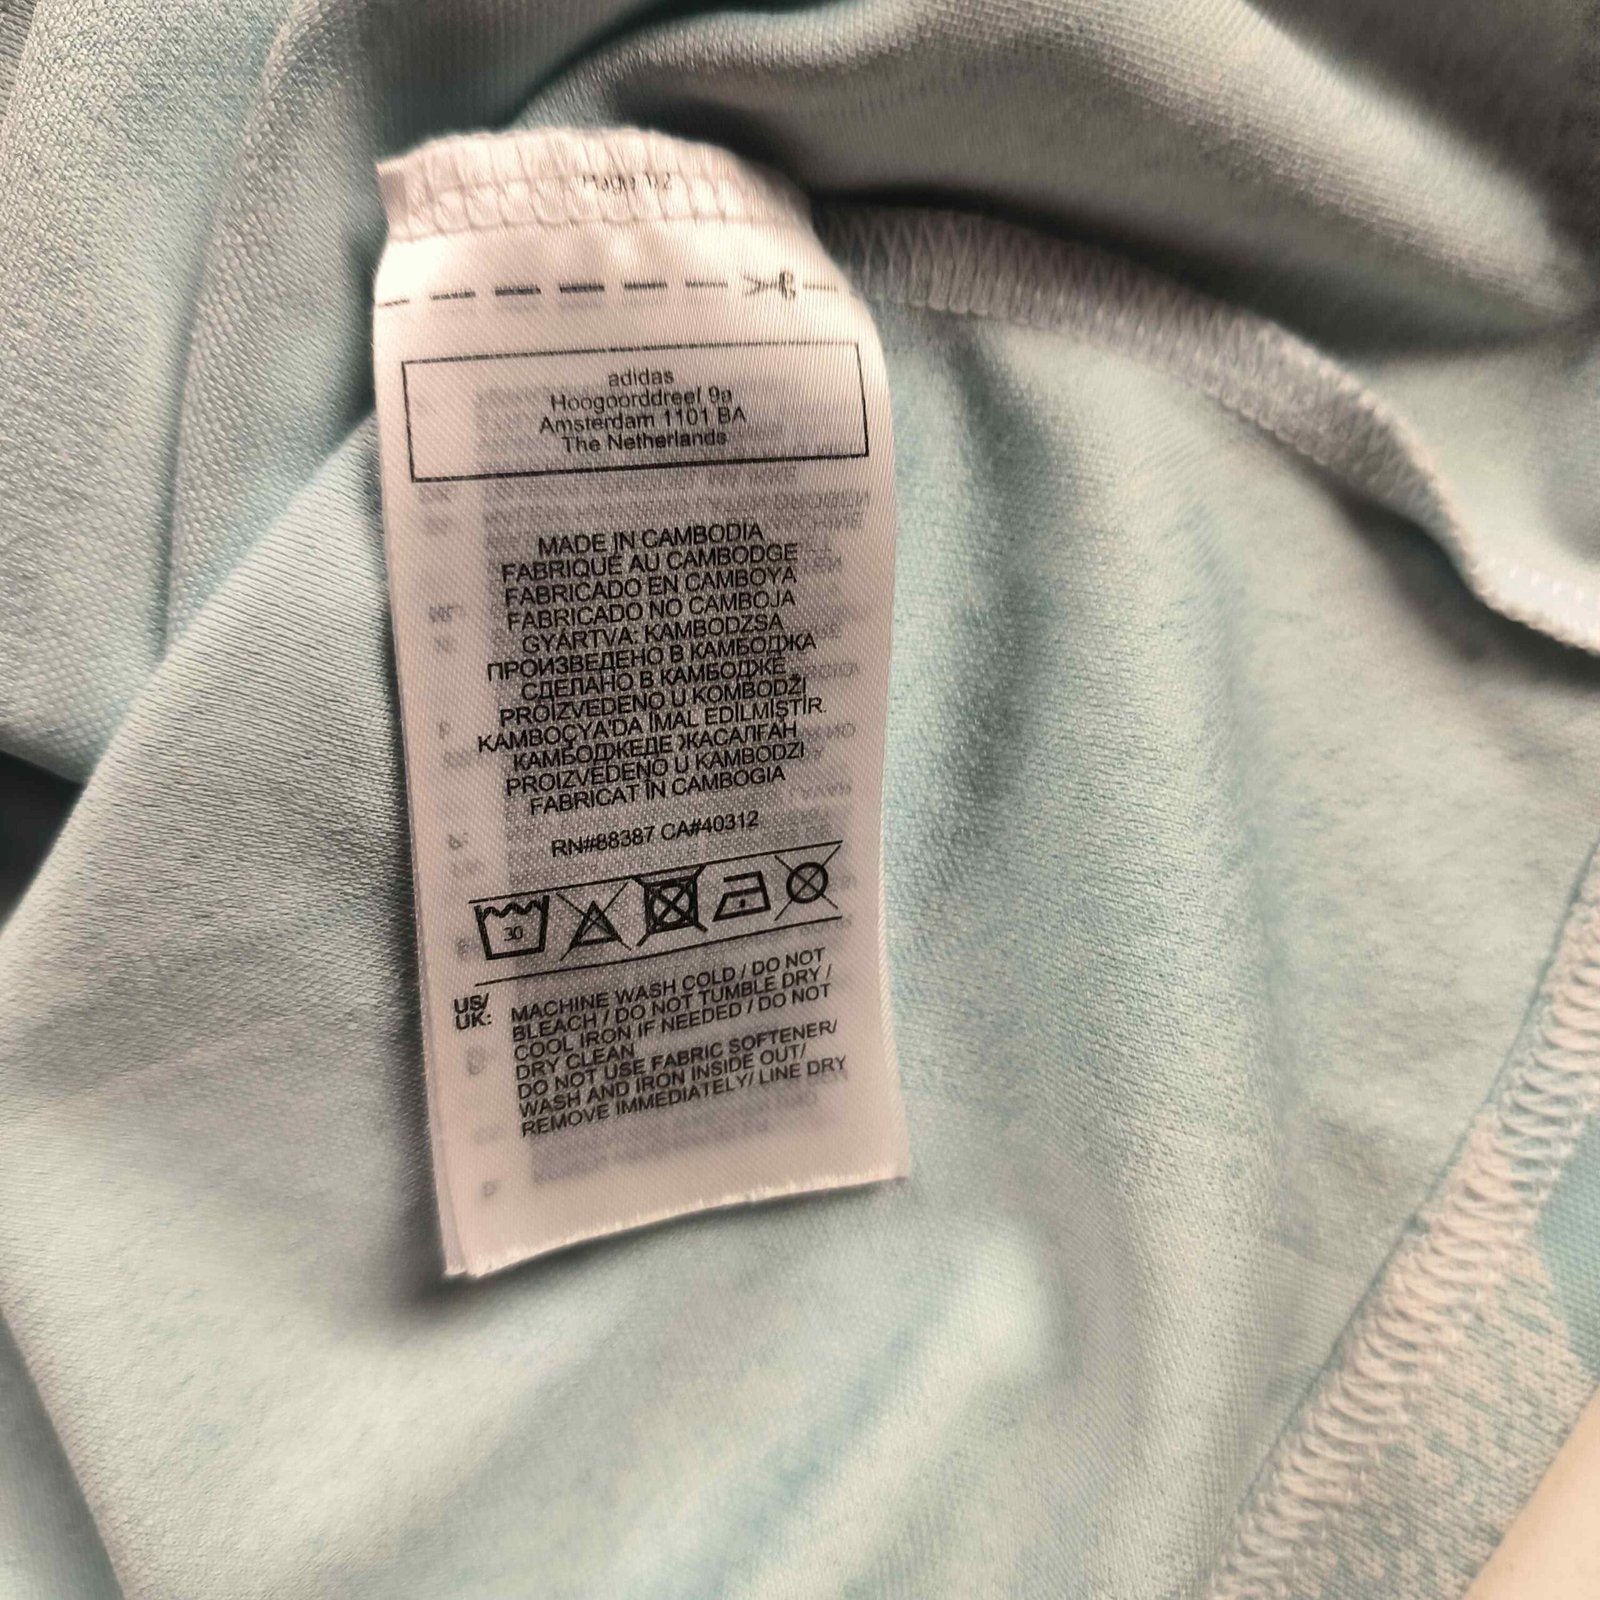 adidas
Hoogoorddreef 9a
Amsterdam 1101 BA
The Netherlands
MADE IN CAMBODIA
FABRIQUÉ AU CAMBODGE
FABRICADO EN CAMBOYA
FABRICADO NO CAMBOJA
GYÁRTVA: KAMBODZSA
ПРОИЗВЕДЕНО В КАМБОДЖА
СДЕЛАНО В КАМБОДЖЕ
PROIZVEDENO U KOMBODŽI
KAMBOÇYA'DA İMAL EDİLMİŞTİR.
КАМБОДЖЕДЕ ЖАСАЛҒАН
PROIZVEDENO U KAMBODZI
FABRICAT ÎN CAMBOGIA
RN#88387 CA#40312
30
US/ UK: MACHINE WASH COLD / DO NOT
BLEACH / DO NOT TUMBLE DRY /
COOL IRON IF NEEDED / DO NOT
DRY CLEAN
DO NOT USE FABRIC SOFTENER/
WASH AND IRON INSIDE OUT/
REMOVE IMMEDIATELY/ LINE DRY